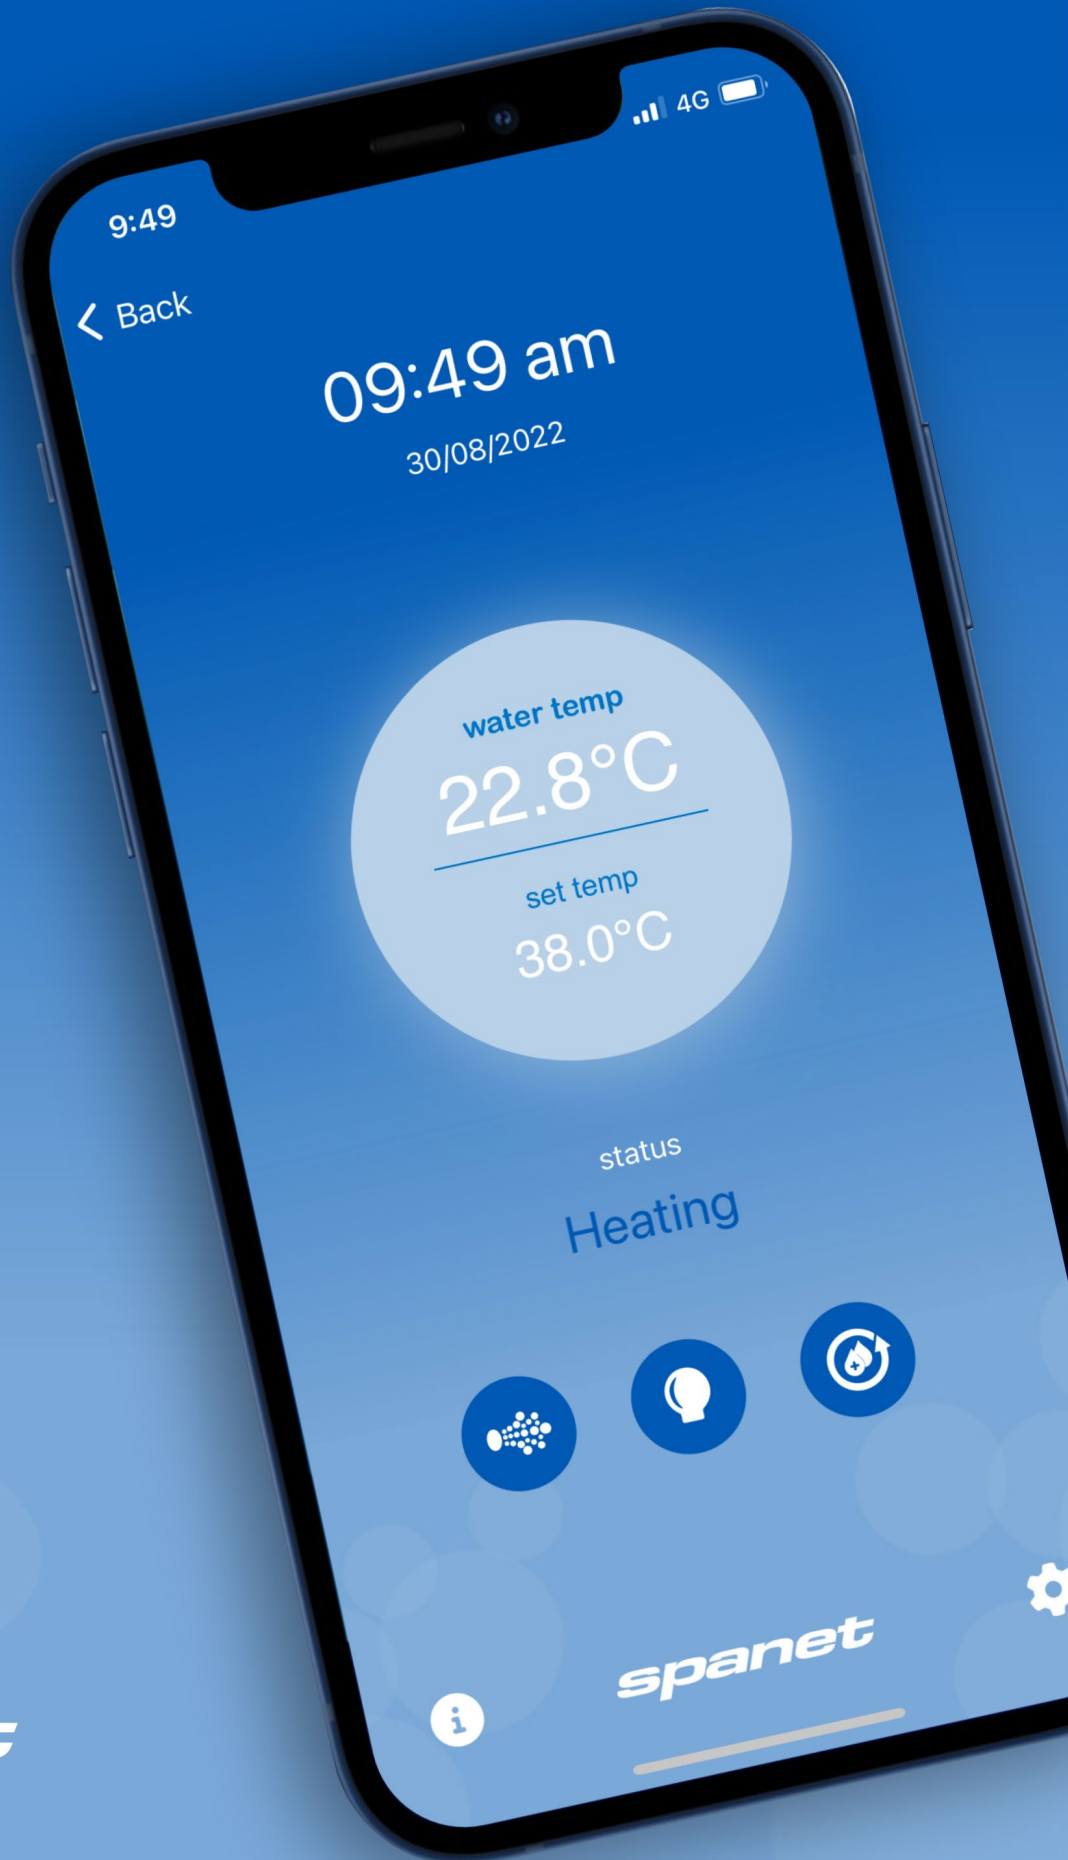 9:49
4G
Back
09:49 am
30/08/2022
water temp
22.8°C
set temp
38.0°C
status
Heating
spanet